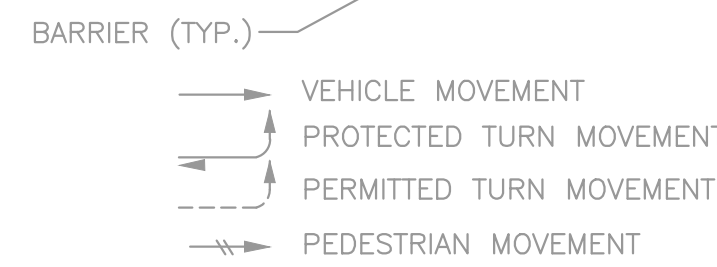 BARRIER (TYP.)
VEHICLE MOVEMENT
PROTECTED TURN MOVEMENT
PERMITTED TURN MOVEMENT
PEDESTRIAN MOVEMENT